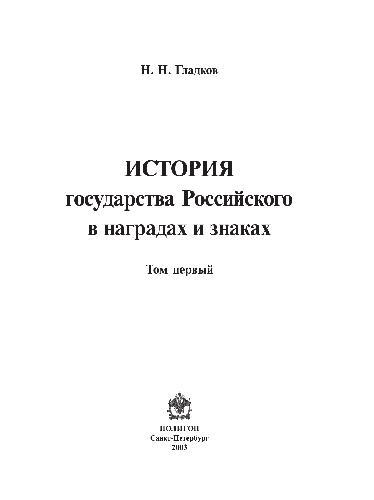 Н. Н. Гладков
ИСТОРИЯ
государства Российского
в наградах и знаках
Том первый
ПОЛИГОН
Санкт-Петербург
2003